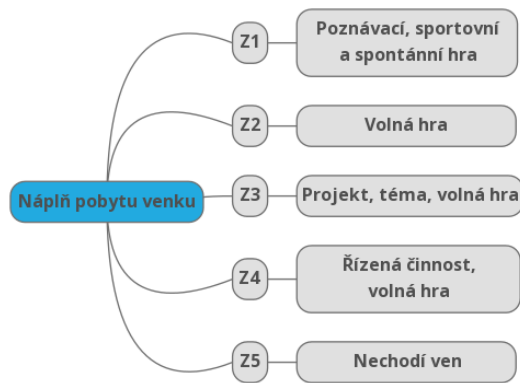 Z1
Poznávací, sportovní
a spontánní hra
Z2
Volná hra
Náplň pobytu venku
Z3
Projekt, téma, volná hra
Z4
Řízená činnost,
volná hra
Z5
Nechodí ven